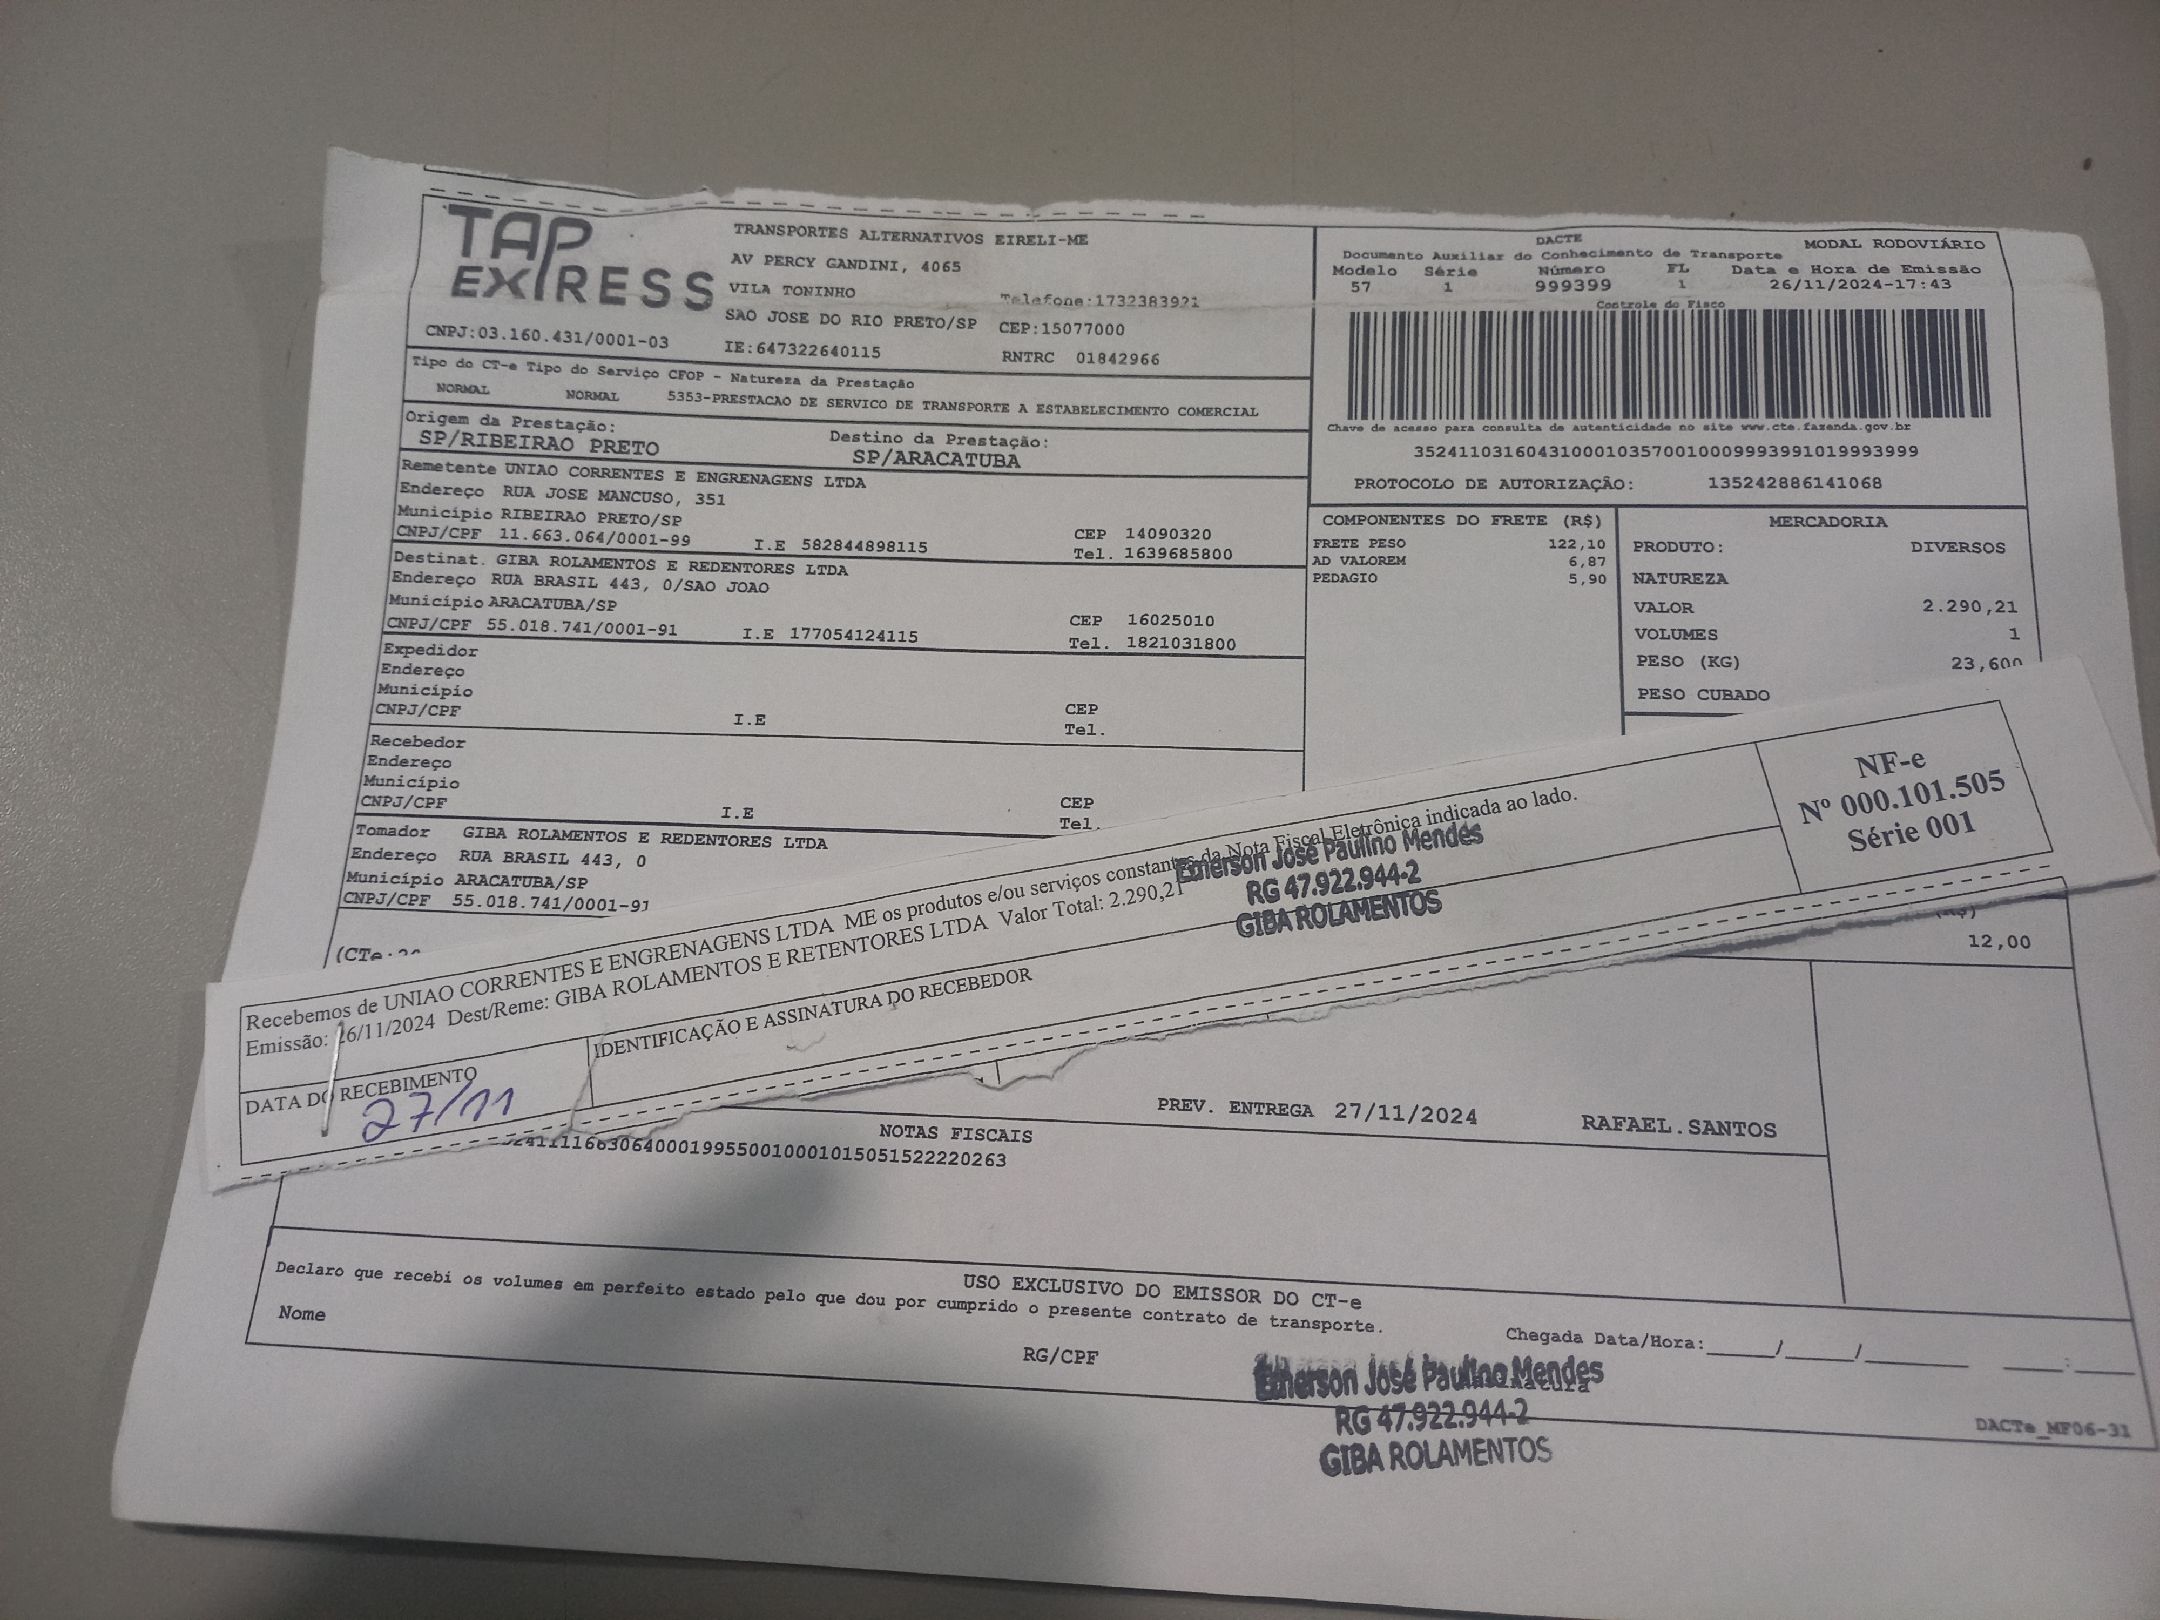 TAP EXPRESS
CNPJ:03.160.431/0001-03
TRANSPORTES ALTERNATIVOS EIRELI-ME
AV PERCY GANDINI, 4065
VILA TONINHO Telefone:1732383921
SAO JOSE DO RIO PRETO/SP CEP:15077000
IE:647322640115 RNTRC 01842966
DACTE MODAL RODOVIÁRIO
Documento Auxiliar do Conhecimento de Transporte
Modelo Série Número FL Data e Hora de Emissão
57 1 999399 1 26/11/2024-17:43
Controle do Fisco
Chave de acesso para consulta de autenticidade no site www.cte.fazenda.gov.br
35241103160431000103570010009993991019993999
PROTOCOLO DE AUTORIZAÇÃO: 135242886141068
Tipo do CT-e Tipo do Serviço CFOP - Natureza da Prestação
NORMAL NORMAL 5353-PRESTACAO DE SERVICO DE TRANSPORTE A ESTABELECIMENTO COMERCIAL
Origem da Prestação: Destino da Prestação:
SP/RIBEIRAO PRETO SP/ARACATUBA
Remetente UNIAO CORRENTES E ENGRENAGENS LTDA
Endereço RUA JOSE MANCUSO, 351
Município RIBEIRAO PRETO/SP CEP 14090320
CNPJ/CPF 11.663.064/0001-99 I.E 582844898115 Tel. 1639685800
Destinat. GIBA ROLAMENTOS E REDENTORES LTDA
Endereço RUA BRASIL 443, 0/SAO JOAO
Município ARACATUBA/SP CEP 16025010
CNPJ/CPF 55.018.741/0001-91 I.E 177054124115 Tel. 1821031800
Expedidor
Endereço
Município CEP
CNPJ/CPF I.E Tel.
Recebedor
Endereço
Município CEP
CNPJ/CPF I.E Tel.
Tomador GIBA ROLAMENTOS E REDENTORES LTDA
Endereço RUA BRASIL 443, 0
Município ARACATUBA/SP
CNPJ/CPF 55.018.741/0001-91
COMPONENTES DO FRETE (R$)
FRETE PESO 122,10
AD VALOREM 6,87
PEDAGIO 5,90
MERCADORIA
PRODUTO: DIVERSOS
NATUREZA
VALOR 2.290,21
VOLUMES 1
PESO (KG) 23,600
PESO CUBADO
12,00
Recebemos de UNIAO CORRENTES E ENGRENAGENS LTDA ME os produtos e/ou serviços constantes da Nota Fiscal Eletrônica indicada ao lado.
Emissão: 26/11/2024 Dest/Reme: GIBA ROLAMENTOS E RETENTORES LTDA Valor Total: 2.290,21
DATA DO RECEBIMENTO
27/11
IDENTIFICAÇÃO E ASSINATURA DO RECEBEDOR
Emerson José Paulino Mendes
RG 47.922.944-2
GIBA ROLAMENTOS
NF-e
Nº 000.101.505
Série 001
PREV. ENTREGA 27/11/2024 RAFAEL.SANTOS
NOTAS FISCAIS
USO EXCLUSIVO DO EMISSOR DO CT-e
Declaro que recebi os volumes em perfeito estado pelo que dou por cumprido o presente contrato de transporte.
Nome RG/CPF Chegada Data/Hora:_____/_____/________ ____:____
Emerson José Paulino Mendes
RG 47.922.944-2
GIBA ROLAMENTOS
DACTe_MF06-31